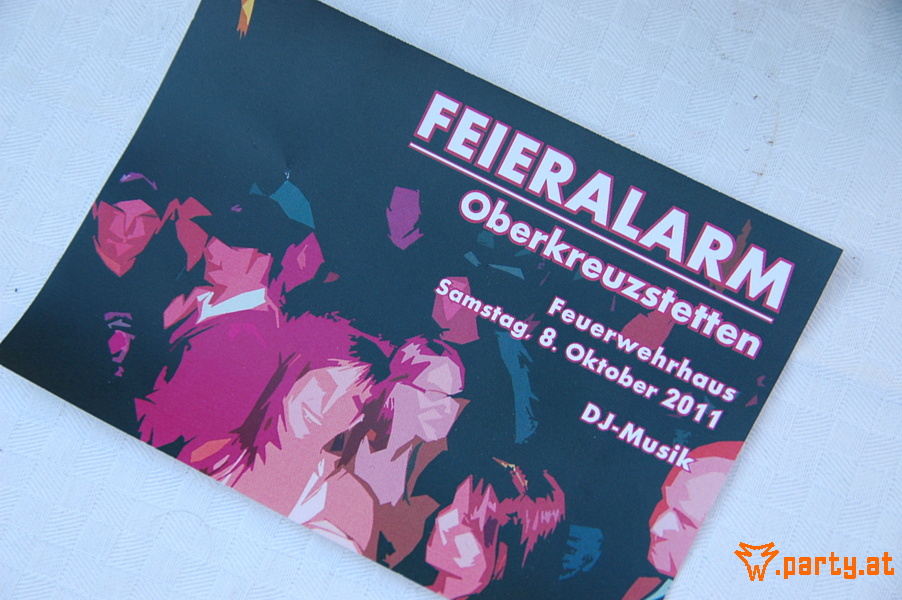 FEIERALARM
Oberkreuzstetten
Feuerwehrhaus
Samstag, 8. Oktober 2011
DJ-Musik
w.party.at